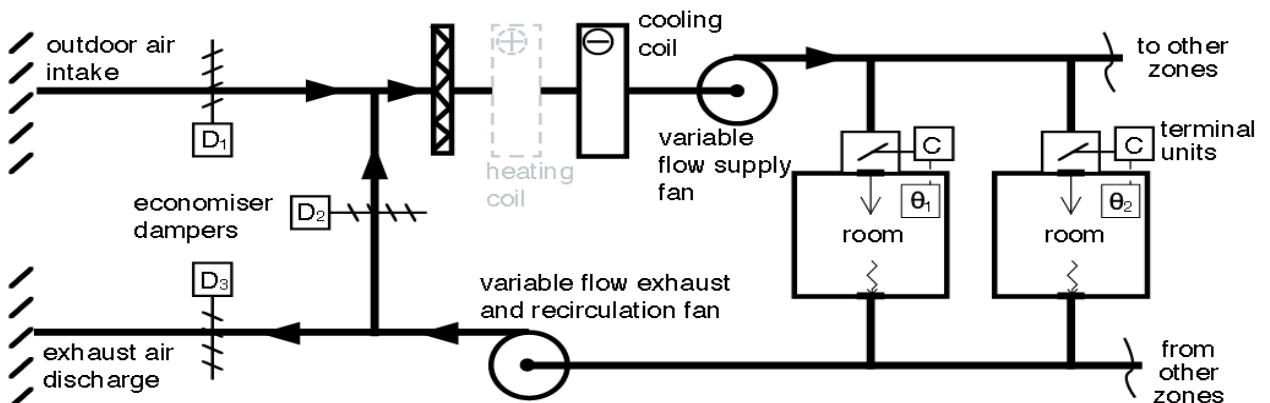 outdoor air
intake
D1
cooling
coil
to other
zones
heating
coil
variable
flow supply
fan
C
C
terminal
units
θ1
θ2
room
room
economiser
dampers
D2
D3
variable flow exhaust
and recirculation fan
exhaust air
discharge
from
other
zones